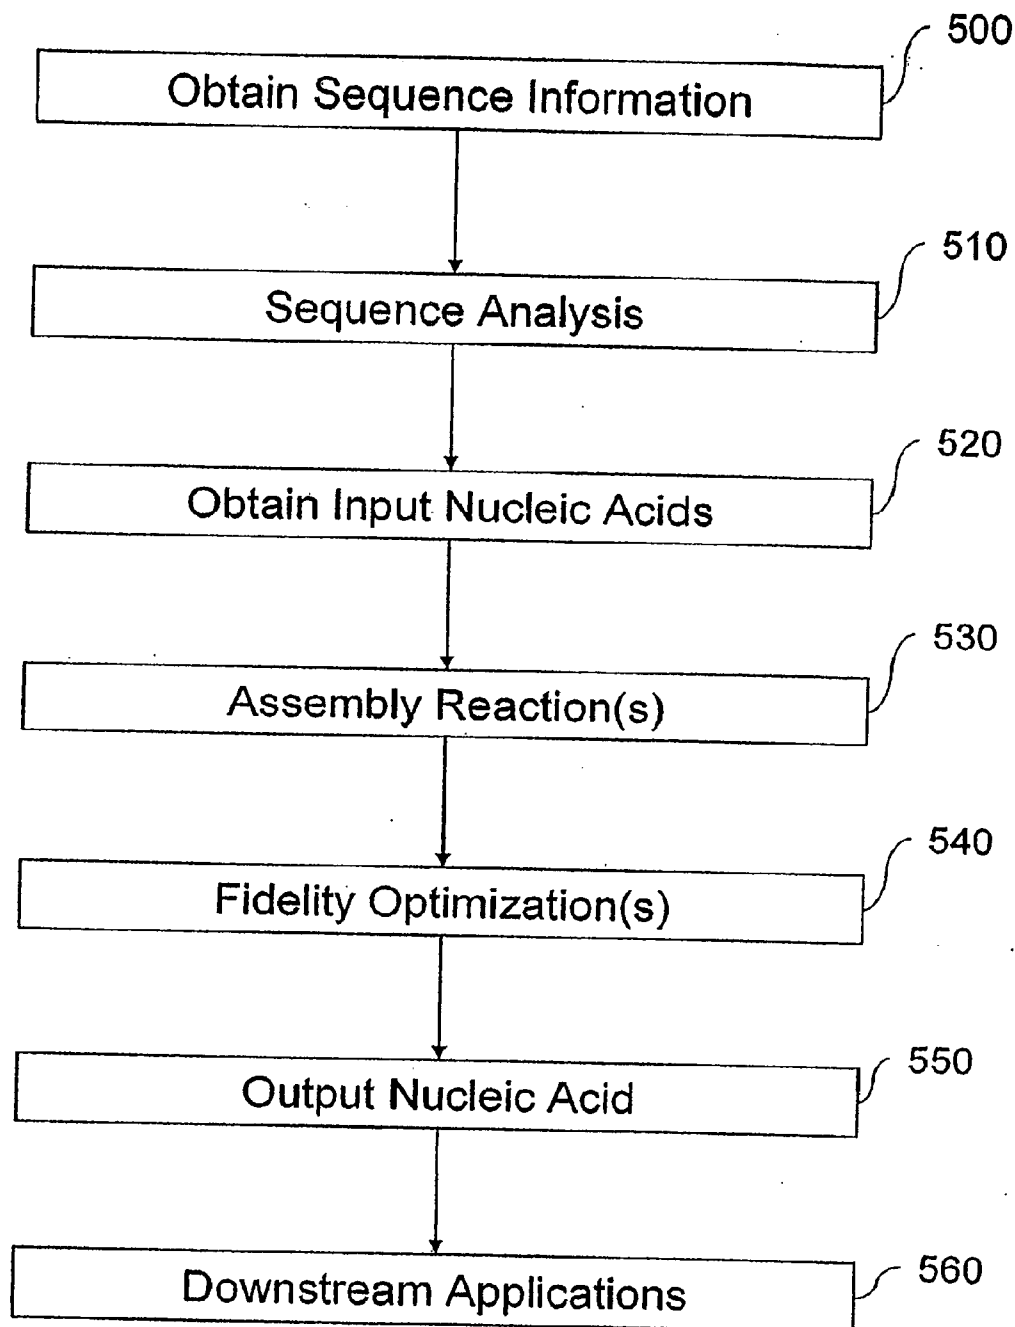 500
Obtain Sequence Information
510
Sequence Analysis
520
Obtain Input Nucleic Acids
530
Assembly Reaction(s)
540
Fidelity Optimization(s)
550
Output Nucleic Acid
560
Downstream Applications